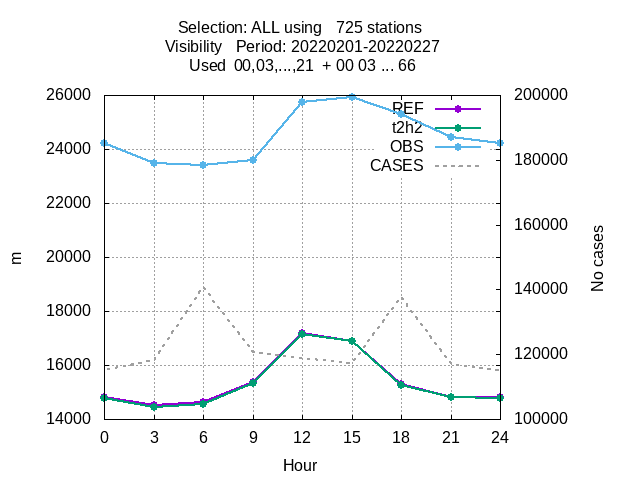 Selection: ALL using   725 stations
Visibility   Period: 20220201-20220227
Used  00,03,...,21  + 00 03 ... 66
26000
24000
22000
20000
18000
16000
14000
m
200000
180000
160000
140000
120000
100000
No cases
REF
t2h2
OBS
CASES
0 3 6 9 12 15 18 21 24
Hour